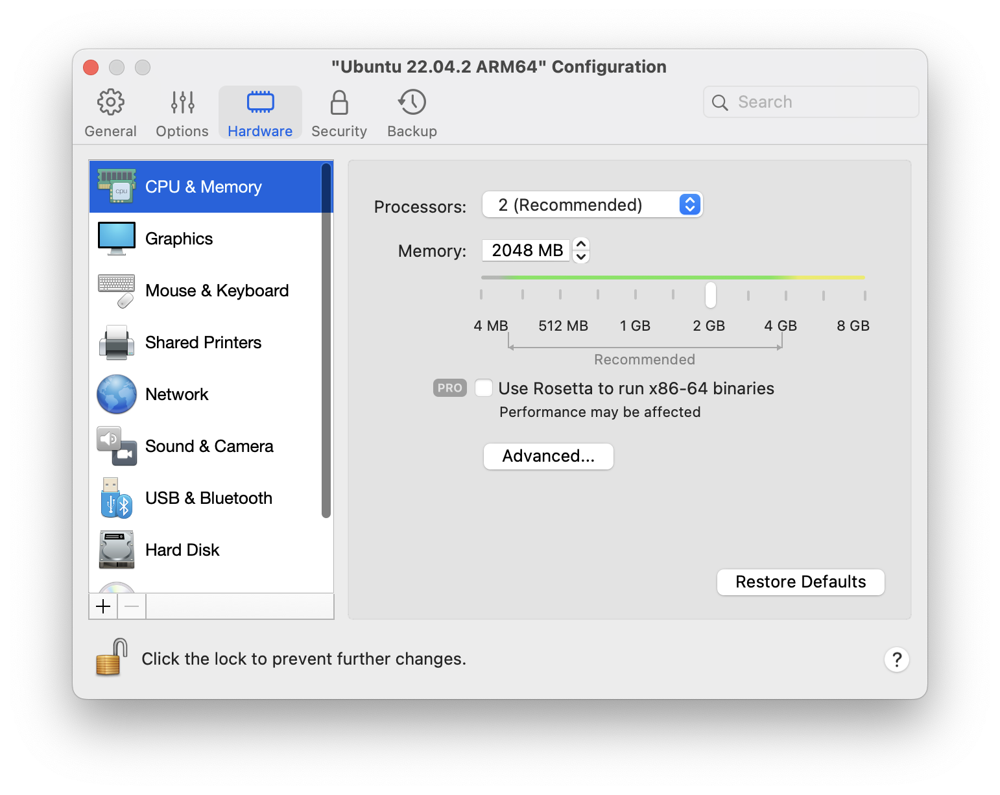 "Ubuntu 22.04.2 ARM64" Configuration
General Options Hardware Security Backup
Search
CPU & Memory
cpu
Graphics
Mouse & Keyboard
Shared Printers
Network
Sound & Camera
USB & Bluetooth
Hard Disk
Processors: 2 (Recommended)
Memory: 2048 MB
4 MB 512 MB 1 GB 2 GB 4 GB 8 GB
Recommended
PRO Use Rosetta to run x86-64 binaries
Performance may be affected
Advanced...
Restore Defaults
Click the lock to prevent further changes.
?